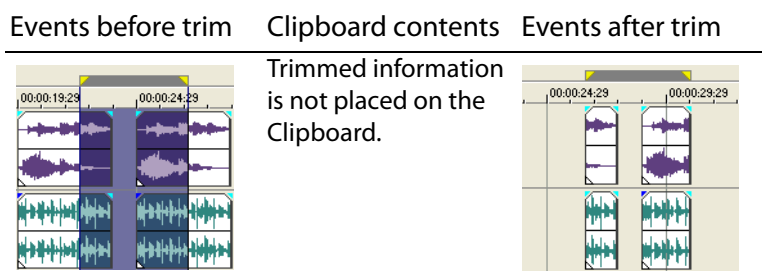 Events before trim Clipboard contents Events after trim
Trimmed information
is not placed on the
Clipboard.
00:00:19:29 00:00:24:29
00:00:24:29 00:00:29:29